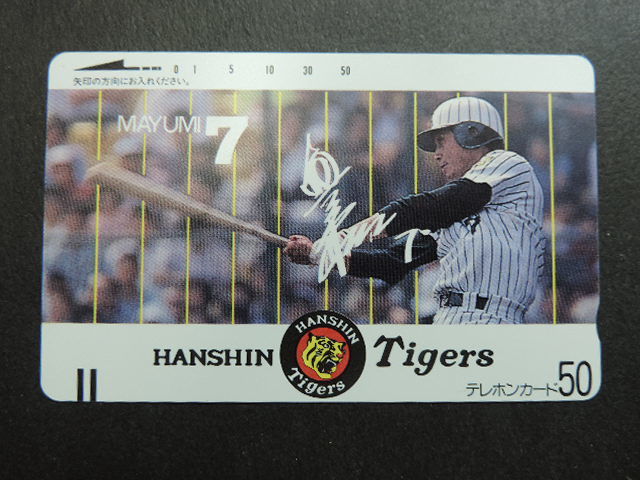 0 1 5 10 30 50
矢印の方向にお入れください。
MAYUMI 7
HANSHIN
HANSHIN
Tigers
Tigers
テレホンカード50